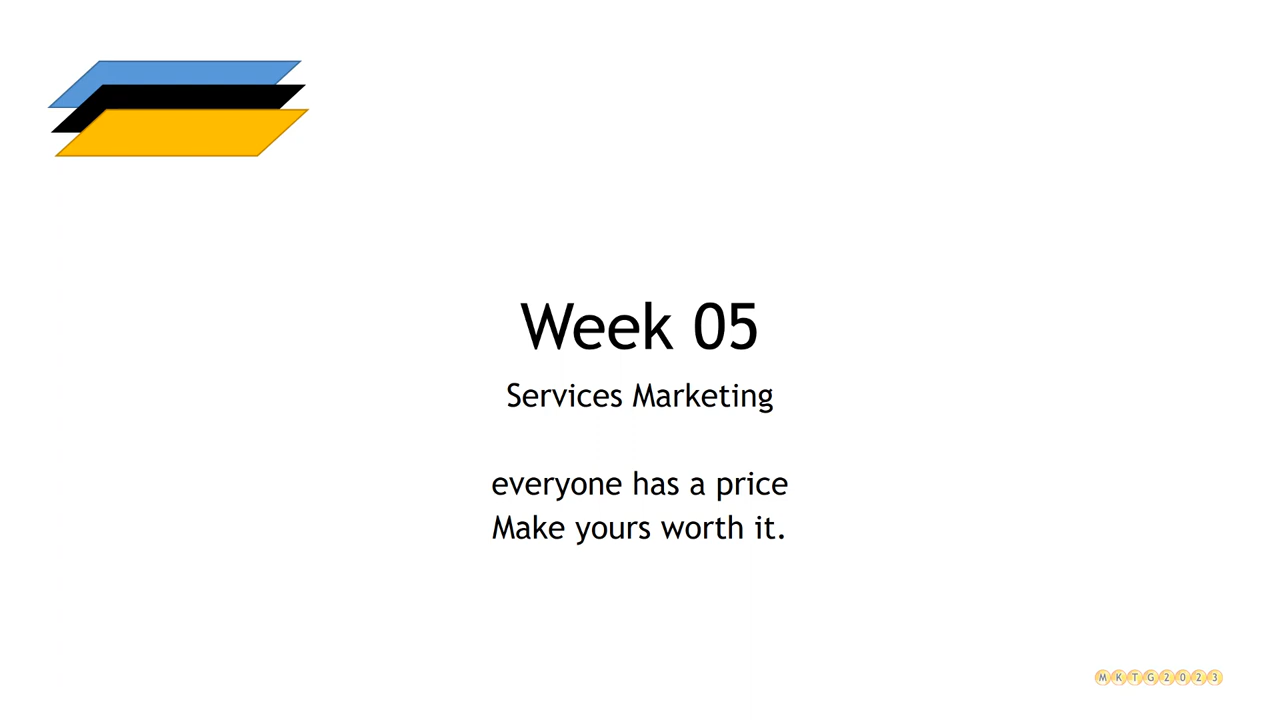 Week 05
Services Marketing
everyone has a price
Make yours worth it.
MKTG2023